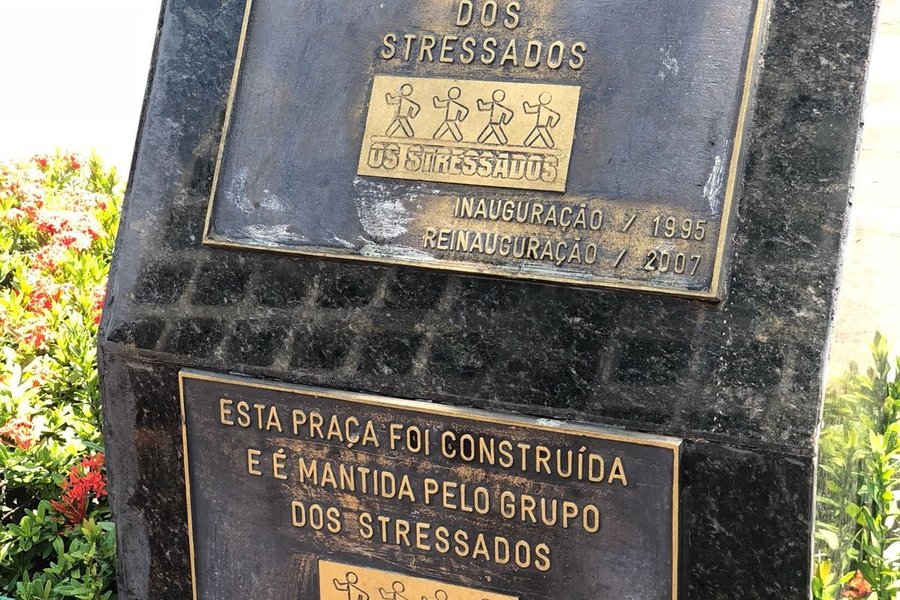 DOS
STRESSADOS
OS STRESSADOS
INAUGURAÇÃO / 1995
REINAUGURAÇÃO / 2007
ESTA PRAÇA FOI CONSTRUÍDA
E É MANTIDA PELO GRUPO
DOS STRESSADOS